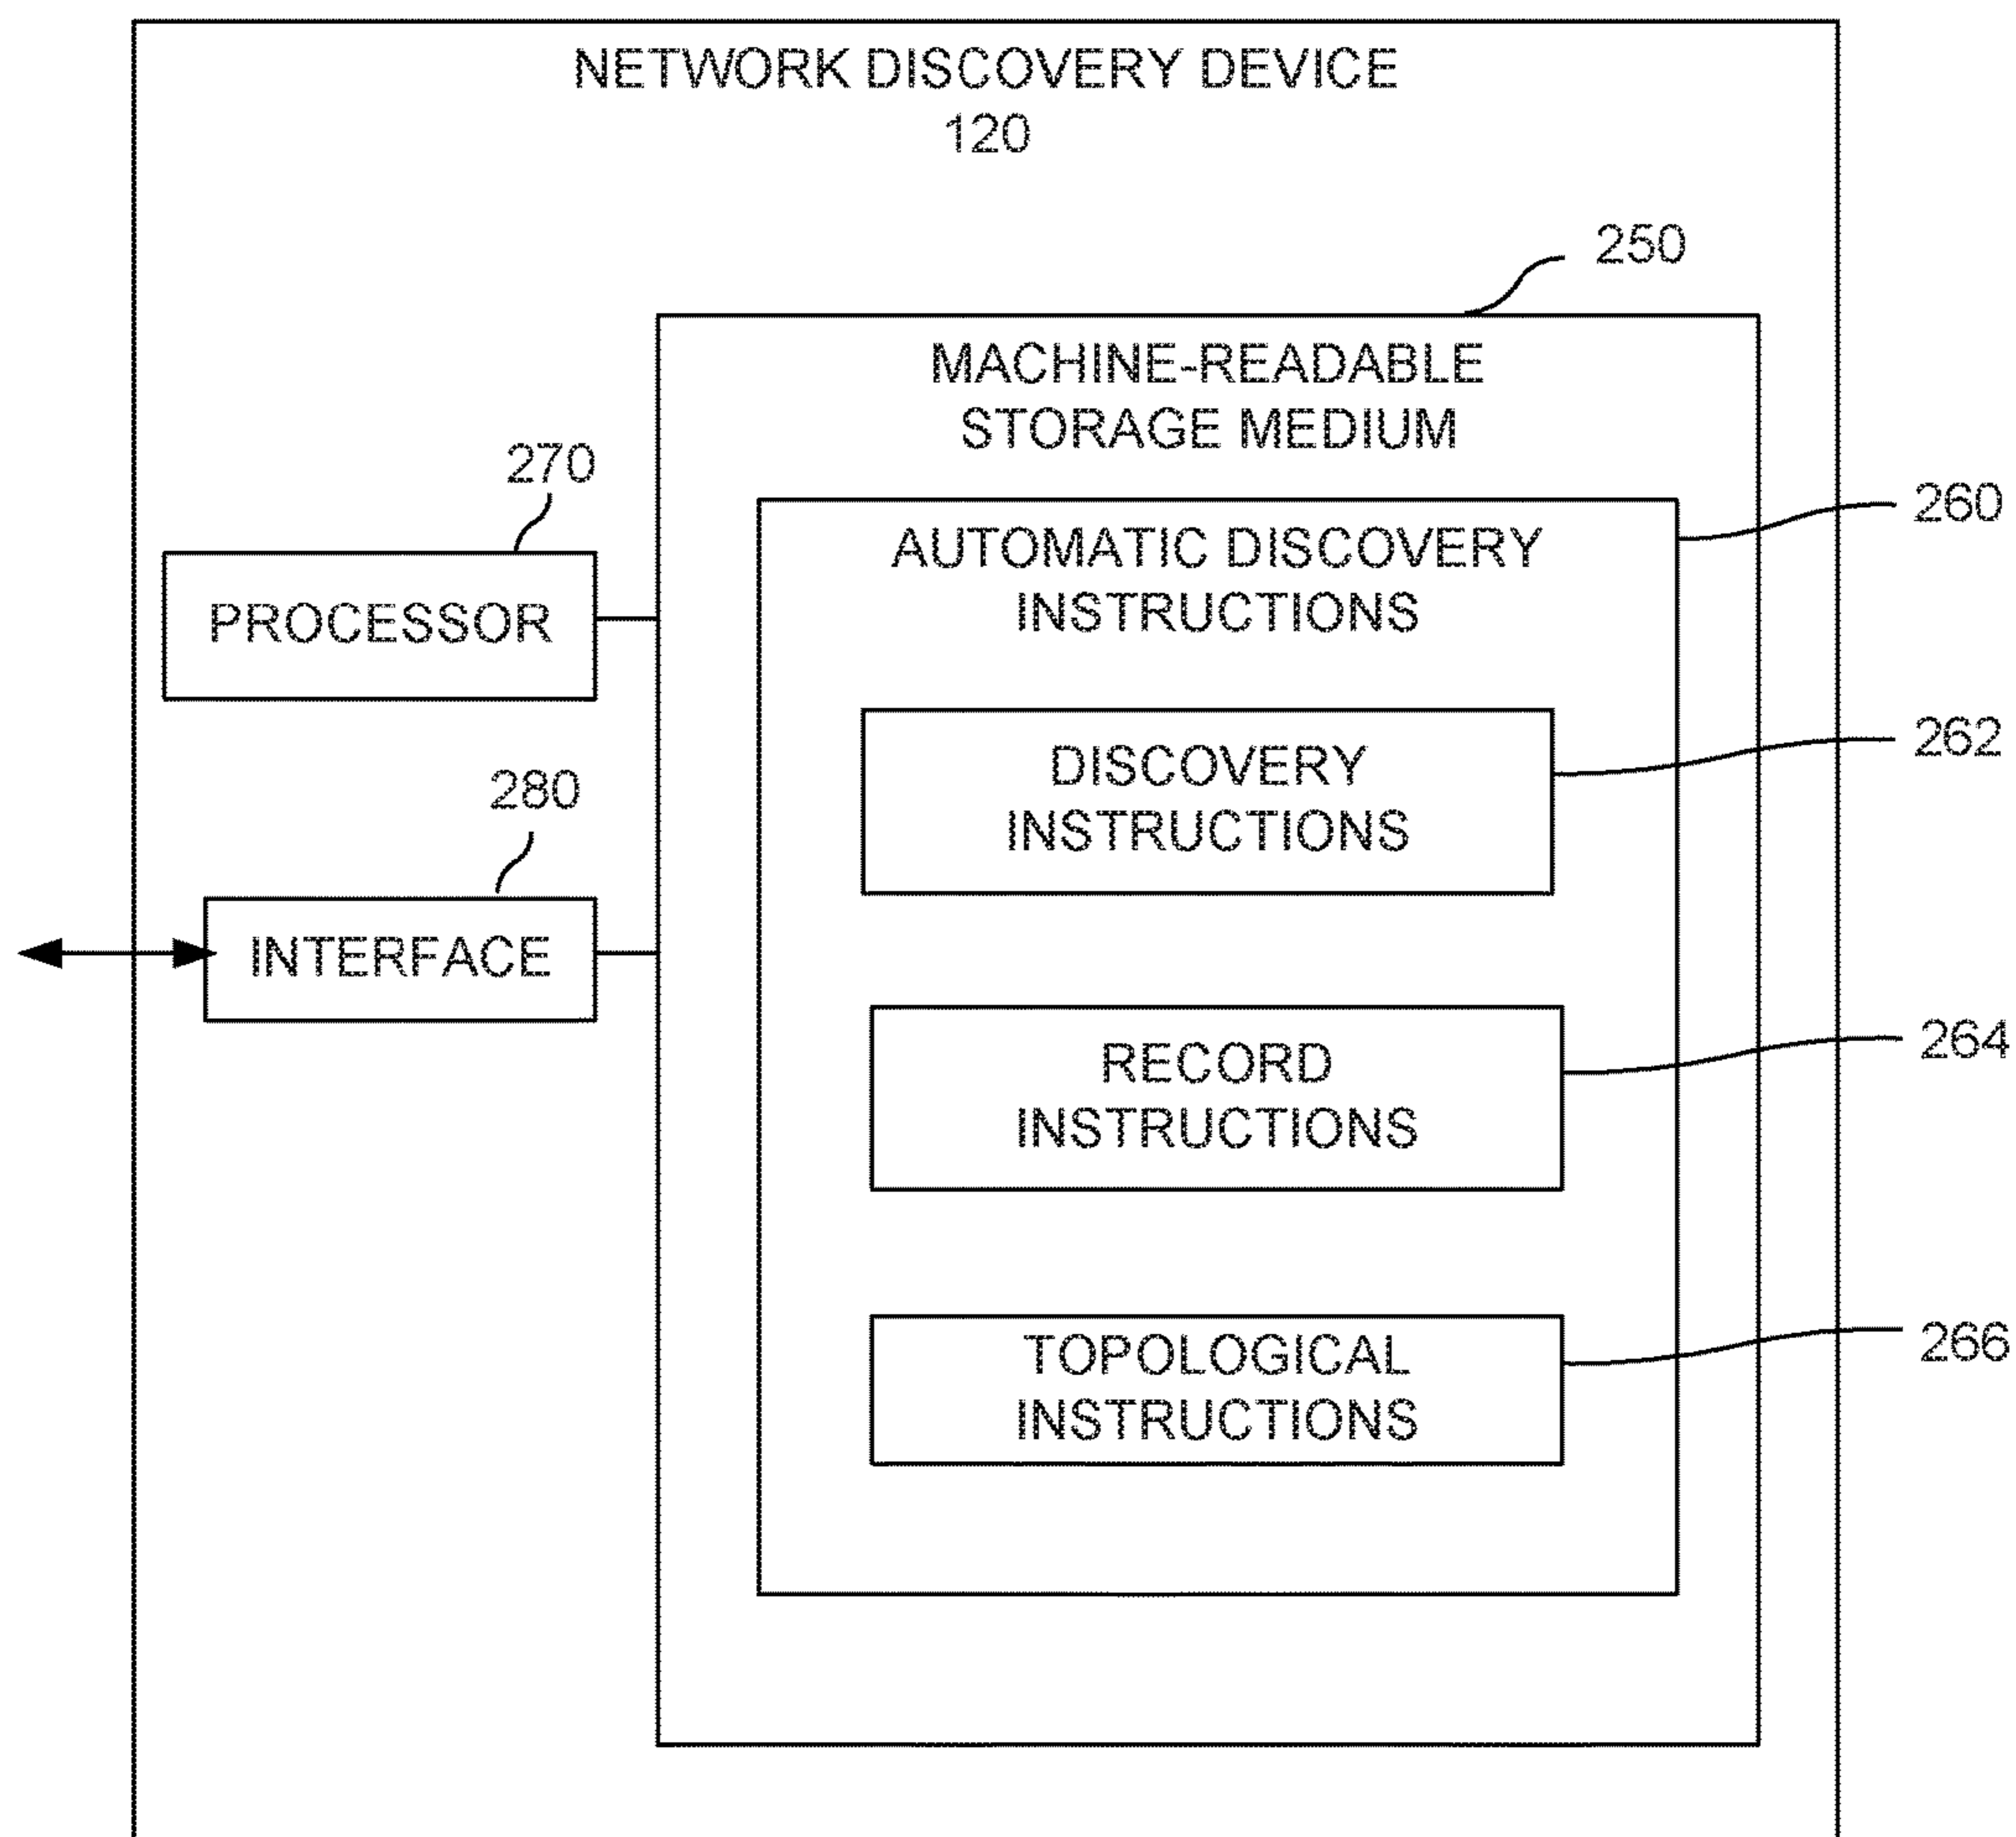 NETWORK DISCOVERY DEVICE
120
250
MACHINE-READABLE
STORAGE MEDIUM
270
260
AUTOMATIC DISCOVERY
INSTRUCTIONS
PROCESSOR
262
DISCOVERY
INSTRUCTIONS
280
INTERFACE
264
RECORD
INSTRUCTIONS
266
TOPOLOGICAL
INSTRUCTIONS